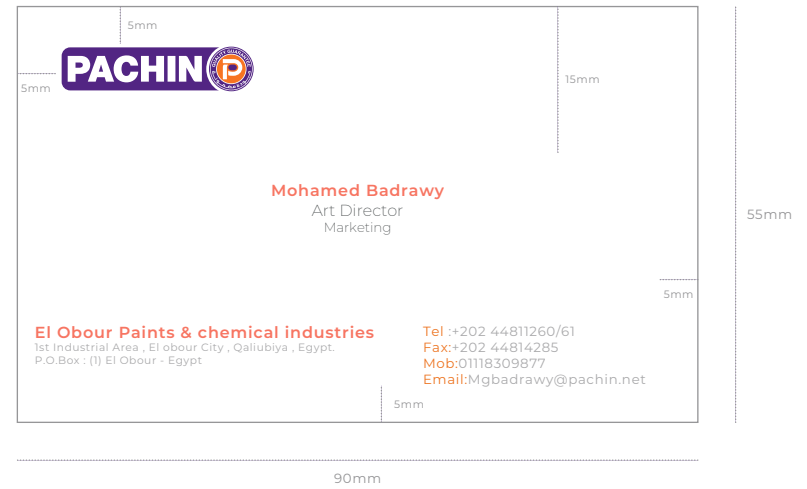 5mm
PACHIN
QUALITY GUARANTEE
P
5mm
15mm
Mohamed Badrawy
Art Director
Marketing
55mm
5mm
El Obour Paints & chemical industries
1st Industrial Area , El obour City , Qaliubiya , Egypt.
P.O.Box : (1) El Obour - Egypt
Tel :+202 44811260/61
Fax:+202 44814285
Mob:01118309877
Email:Mgbadrawy@pachin.net
5mm
90mm